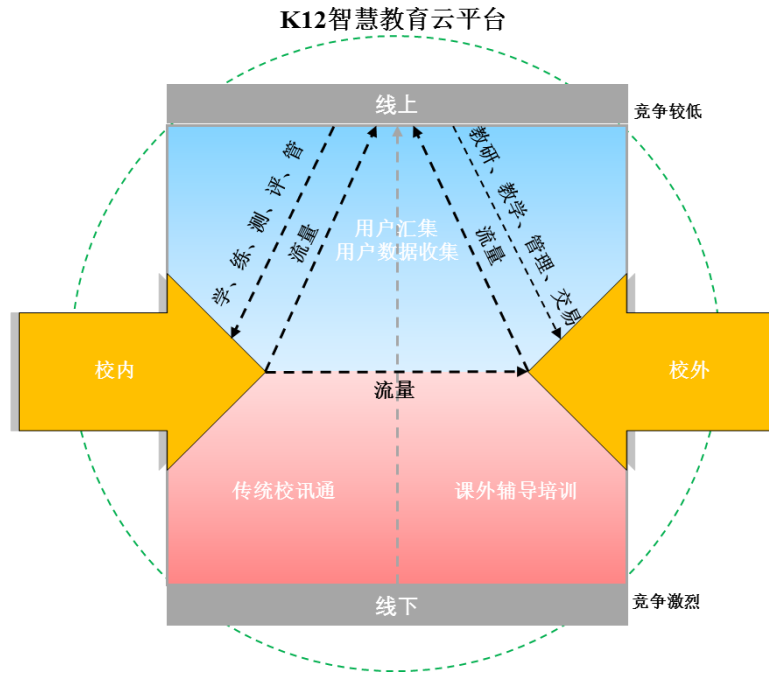 K12智慧教育云平台
线上
竞争较低
学、练、测、评、管
流量
用户汇集
用户数据收集
流量
教研、教学、管理、交易
校内
校外
流量
传统校讯通
课外辅导培训
线下
竞争激烈